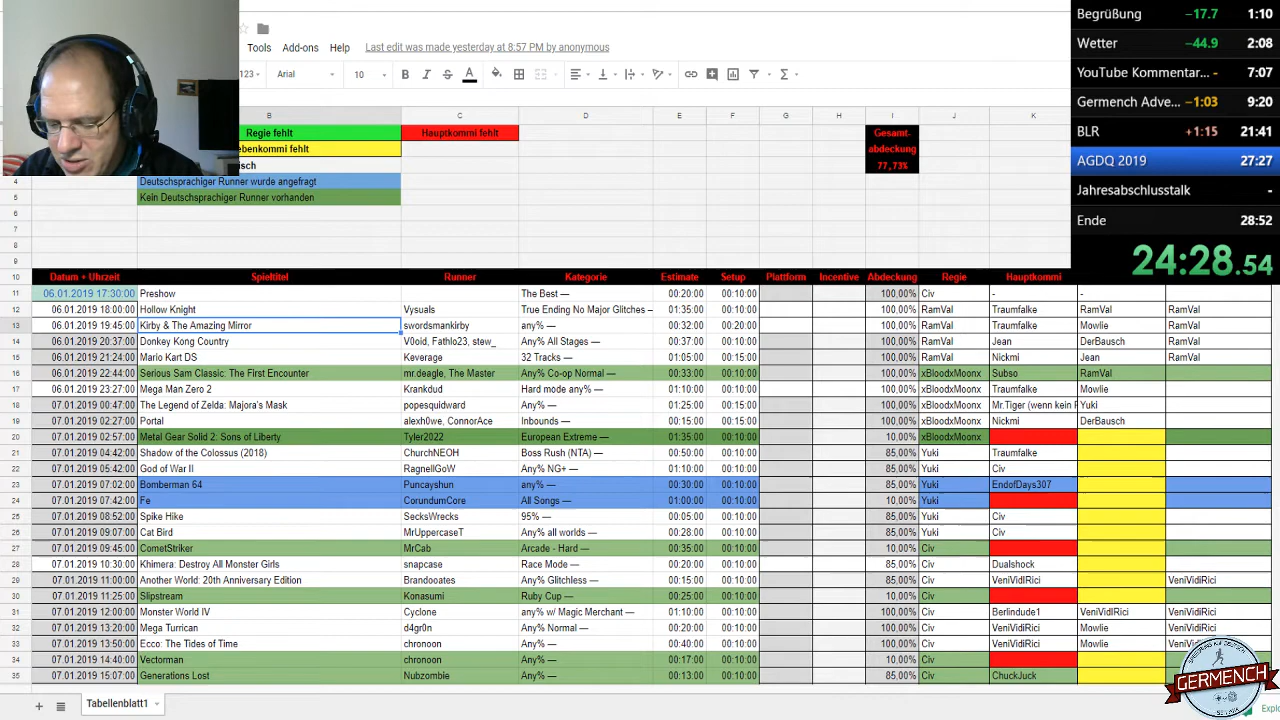 Begrüßung −17.7 1:10
Wetter −44.9 2:08
YouTube Kommentar... - 7:07
Germench Adve... −1:03 9:20
BLR +1:15 21:41
AGDQ 2019 27:27
Jahresabschlusstalk -
Ende 28:52
24:28.54
Tools Add-ons Help Last edit was made yesterday at 8:57 PM by anonymous
123 Arial 10 B I S A Σ
B C D E F G H I J K
Regie fehlt Hauptkommi fehlt Gesamt-
ebenkommi fehlt abdeckung
isch 77,73%
4 Deutschsprachiger Runner wurde angefragt
5 Kein Deutschsprachiger Runner vorhanden
6
7
8
9
10 Datum + Uhrzeit Spieltitel Runner Kategorie Estimate Setup Plattform Incentive Abdeckung Regie Hauptkommi
11 06.01.2019 17:30:00 Preshow The Best — 00:20:00 00:10:00 100,00% Civ - -
12 06.01.2019 18:00:00 Hollow Knight Vysuals True Ending No Major Glitches – 01:35:00 00:10:00 100,00% RamVal Traumfalke RamVal RamVal
13 06.01.2019 19:45:00 Kirby & The Amazing Mirror swordsmankirby any% — 00:32:00 00:20:00 100,00% RamVal Traumfalke Mowlie RamVal
14 06.01.2019 20:37:00 Donkey Kong Country V0oid, Fathlo23, stew_ Any% All Stages — 00:37:00 00:10:00 100,00% RamVal Jean DerBausch RamVal
15 06.01.2019 21:24:00 Mario Kart DS Keverage 32 Tracks — 01:05:00 00:15:00 100,00% RamVal Nickmi Jean RamVal
16 06.01.2019 22:44:00 Serious Sam Classic: The First Encounter mr.deagle, The Master Any% Co-op Normal — 00:33:00 00:10:00 100,00% xBloodxMoonx Subso RamVal
17 06.01.2019 23:27:00 Mega Man Zero 2 Krankdud Hard mode any% — 01:10:00 00:10:00 100,00% xBloodxMoonx Traumfalke Mowlie
18 07.01.2019 00:47:00 The Legend of Zelda: Majora's Mask popesquidward Any% — 01:25:00 00:15:00 100,00% xBloodxMoonx Mr.Tiger (wenn kein F Yuki
19 07.01.2019 02:27:00 Portal alexh0we, ConnorAce Inbounds — 00:15:00 00:15:00 100,00% xBloodxMoonx Nickmi DerBausch
20 07.01.2019 02:57:00 Metal Gear Solid 2: Sons of Liberty Tyler2022 European Extreme — 01:35:00 00:10:00 10,00% xBloodxMoonx
21 07.01.2019 04:42:00 Shadow of the Colossus (2018) ChurchNEOH Boss Rush (NTA) — 00:50:00 00:10:00 85,00% Yuki Traumfalke
22 07.01.2019 05:42:00 God of War II RagnellGoW Any% NG+ — 01:10:00 00:10:00 85,00% Yuki Civ
23 07.01.2019 07:02:00 Bomberman 64 Puncayshun any% — 00:30:00 00:10:00 85,00% Yuki EndofDays307
24 07.01.2019 07:42:00 Fe CorundumCore All Songs — 01:00:00 00:10:00 10,00% Yuki
25 07.01.2019 08:52:00 Spike Hike SecksWrecks 95% — 00:05:00 00:10:00 85,00% Yuki Civ
26 07.01.2019 09:07:00 Cat Bird MrUppercaseT Any% all worlds — 00:28:00 00:10:00 85,00% Yuki Civ
27 07.01.2019 09:45:00 CometStriker MrCab Arcade - Hard — 00:35:00 00:10:00 10,00% Civ
28 07.01.2019 10:30:00 Khimera: Destroy All Monster Girls snapcase Race Mode — 00:20:00 00:10:00 85,00% Civ Dualshock
29 07.01.2019 11:00:00 Another World: 20th Anniversary Edition Brandooates Any% Glitchless — 00:15:00 00:10:00 85,00% Civ VeniVidIRici VeniVidiRici
30 07.01.2019 11:25:00 Slipstream Konasumi Ruby Cup — 00:25:00 00:10:00 10,00% Civ
31 07.01.2019 12:00:00 Monster World IV Cyclone any% w/ Magic Merchant — 01:10:00 00:10:00 100,00% Civ Berlindude1 VeniVidIRici VeniVidiRici
32 07.01.2019 13:20:00 Mega Turrican d4gr0n Any% Normal — 00:20:00 00:10:00 100,00% Civ VeniVidiRici Mowlie VeniVidiRici
33 07.01.2019 13:50:00 Ecco: The Tides of Time chronoon Any% — 00:40:00 00:10:00 100,00% Civ VeniVidiRici Mowlie VeniVidiRici
34 07.01.2019 14:40:00 Vectorman chronoon Any% — 00:17:00 00:10:00 10,00% Civ
35 07.01.2019 15:07:00 Generations Lost Nubzombie Any% — 00:13:00 00:10:00 85,00% Civ ChuckJuck
GERMENCH
Tabellenblatt1 Explo